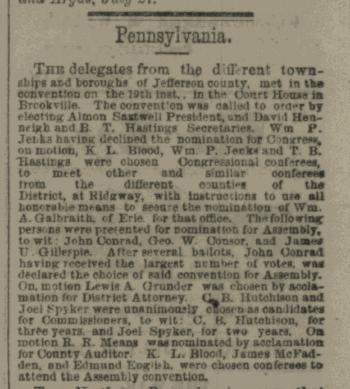 and Argus, July 27.
Pennsylvania.
THE delegates from the different town-
ships and boroughs of Jefferson county, met in the
convention on the 19th inst., in the Court House in
Brookville. The convention was called to order by
electing Almon Sartwell President, and David Hen-
neigh and B. T. Hastings Secretaries. Wm P.
Jenks having declined the nomination for Congress,
on motion, K. L. Blood, Wm P. Jenks and T. B.
Hastings were chosen Congressional conferees,
to meet other and similar conferees
from the different counties of the
District, at Ridgway, with instructions to use all
honorable means to secure the nomination of Wm.
A. Galbraith, of Erie, for that office. The following
persons were presented for nomination for Assembly,
to wit: John Conrad, Geo. W. Consor, and James
U. Gillespie. After several ballots, John Conrad
having received the largest number of votes, was
declared the choice of said convention for Assembly.
On motion Lewis A. Grunder was chosen by accla-
mation for District Attorney. C. B. Hutchison and
Joel Spyker were unanimously chosen as candidates
for Commissioners, to wit: C. B. Hutchison, for
three years, and Joel Spyker, for two years. On
motion R. R. Means was nominated by acclamation
for County Auditor. K. L. Blood, James McFad-
den, and Edmund English, were chosen conferees to
attend the Assembly convention.